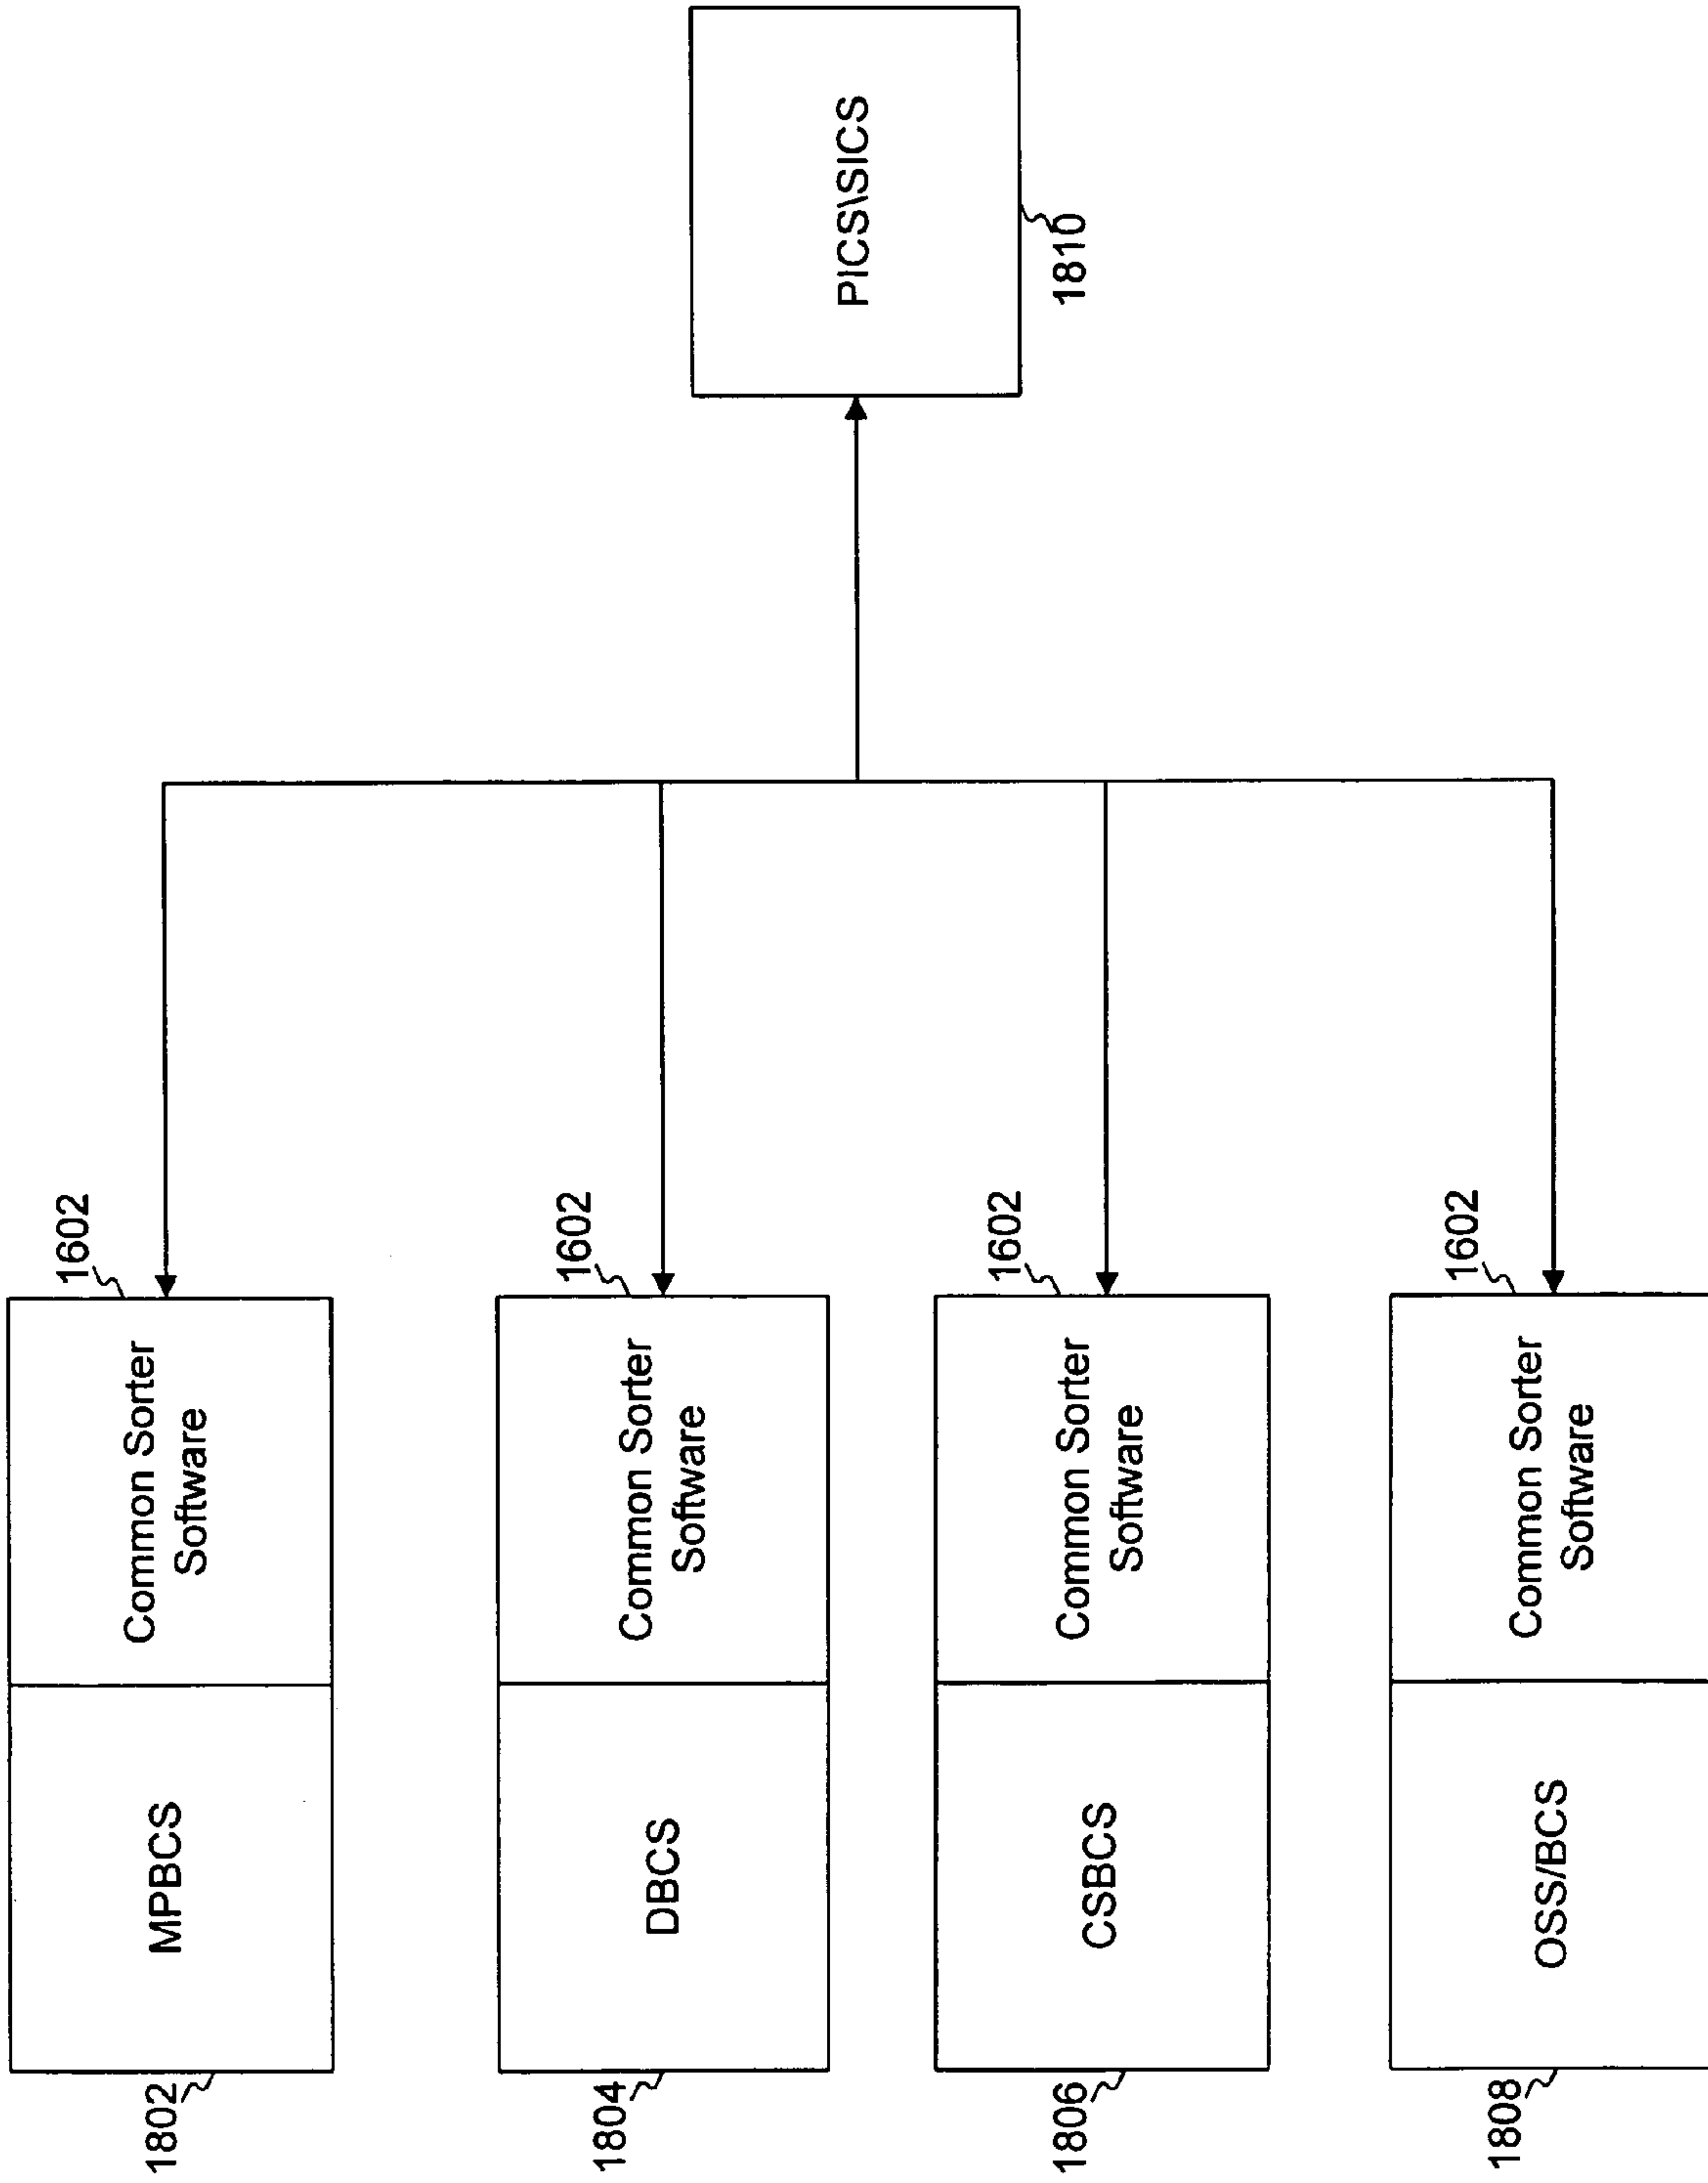 1802
MPBCS
Common Sorter
Software
1602
1804
DBCS
Common Sorter
Software
1602
PICS\SICS
1810
1806
CSBCS
Common Sorter
Software
1602
1808
OSS/BCS
Common Sorter
Software
1602